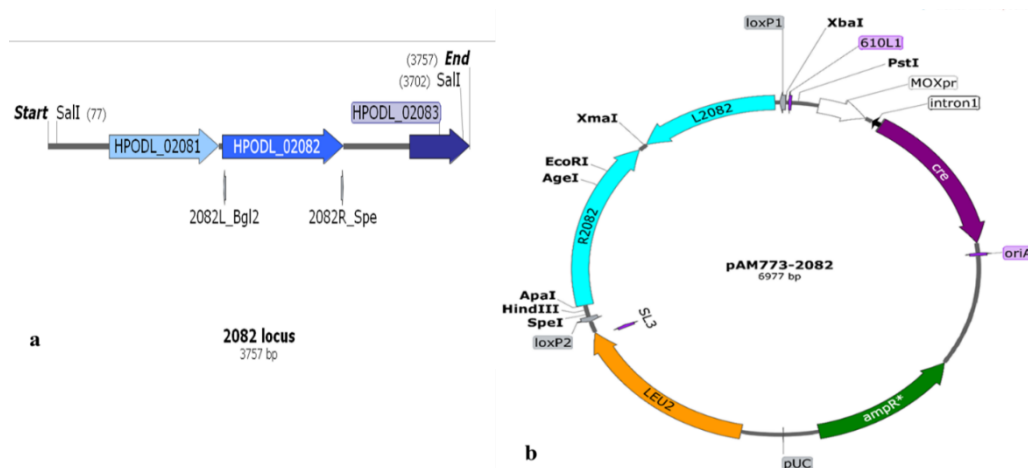 Start
SalI (77)
HPODL_02081
HPODL_02082
HPODL_02083
(3757) End
(3702) SalI
2082L_Bgl2
2082R_Spe
a
2082 locus
3757 bp
loxP1
XbaI
610L1
PstI
MOXpr
intron1
cre
oriA
ampR*
pUC
LEU2
SL3
loxP2
SpeI
HindIII
ApaI
R2082
AgeI
EcoRI
XmaI
L2082
pAM773-2082
6977 bp
b